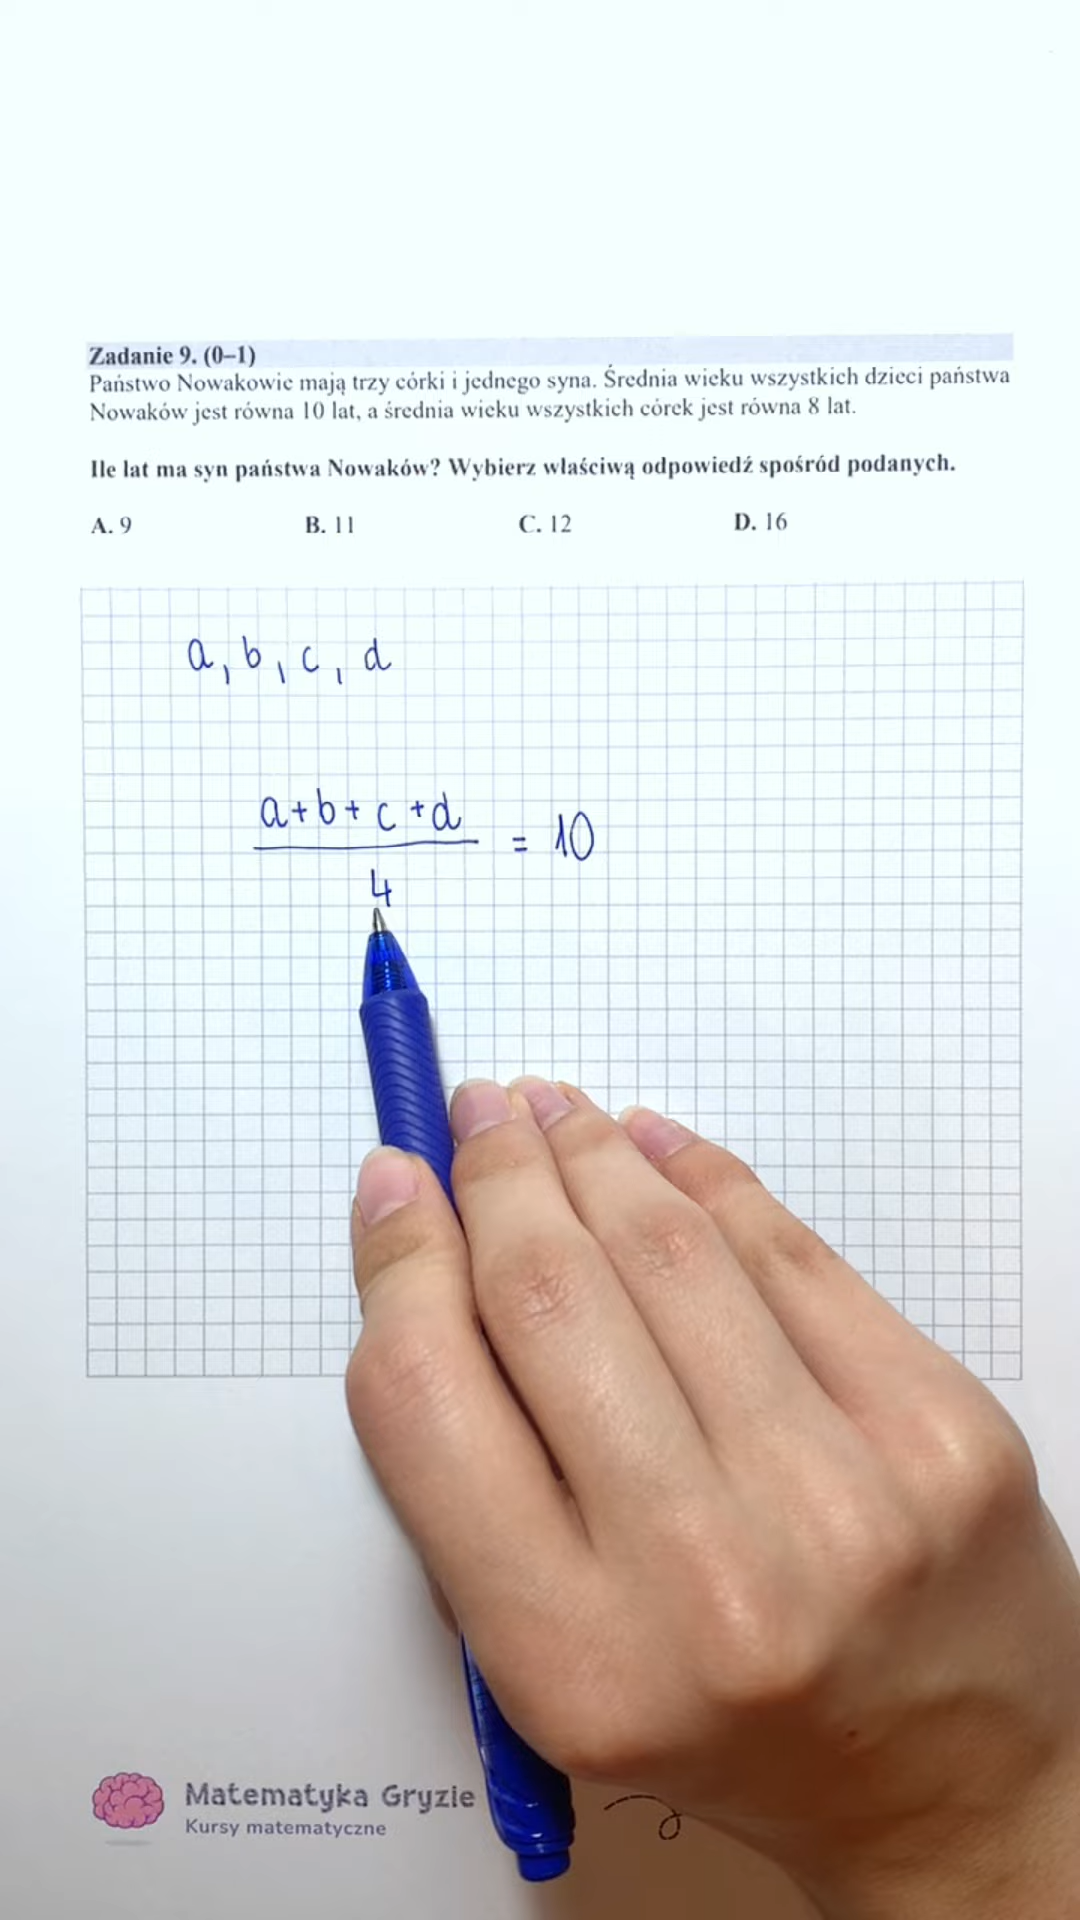 Zadanie 9. (0–1)
Państwo Nowakowie mają trzy córki i jednego syna. Średnia wieku wszystkich dzieci państwa
Nowaków jest równa 10 lat, a średnia wieku wszystkich córek jest równa 8 lat.
Ile lat ma syn państwa Nowaków? Wybierz właściwą odpowiedź spośród podanych.
A. 9 B. 11 C. 12 D. 16
a, b, c, d
a+b+c+d
= 10
4
Matematyka Gryzie
Kursy matematyczne